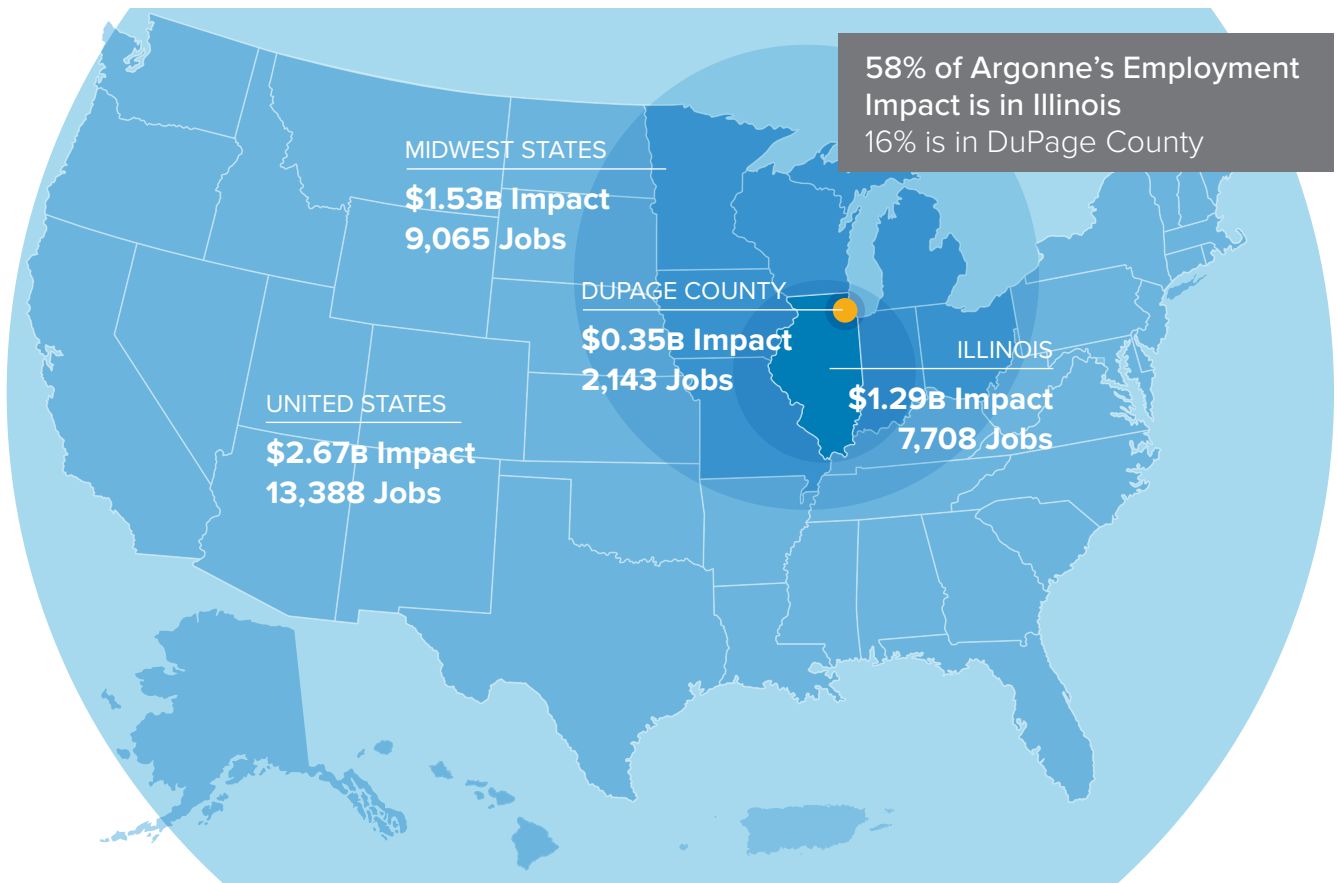 58% of Argonne’s Employment
Impact is in Illinois
16% is in DuPage County
MIDWEST STATES
$1.53B Impact
9,065 Jobs
DUPAGE COUNTY
$0.35B Impact
2,143 Jobs
ILLINOIS
$1.29B Impact
7,708 Jobs
UNITED STATES
$2.67B Impact
13,388 Jobs